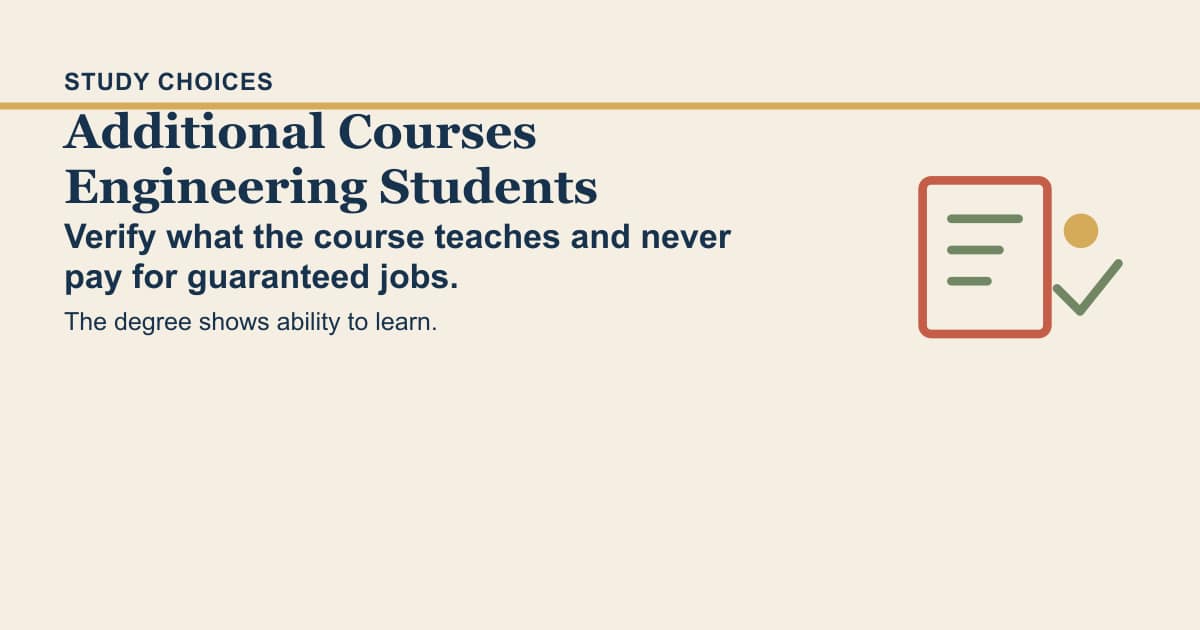 STUDY CHOICES
Additional Courses
Engineering Students
Verify what the course teaches and never
pay for guaranteed jobs.
The degree shows ability to learn.